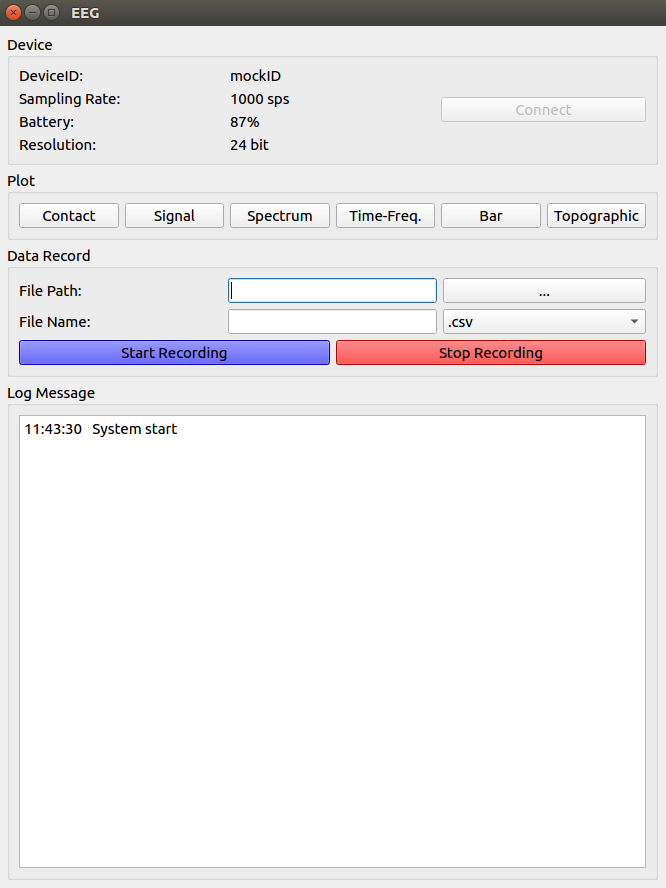 EEG
Device
DeviceID: mockID
Sampling Rate: 1000 sps
Battery: 87%
Resolution: 24 bit
Connect
Plot
Contact Signal Spectrum Time-Freq. Bar Topographic
Data Record
File Path: ...
File Name: .csv
Start Recording Stop Recording
Log Message
11:43:30 System start